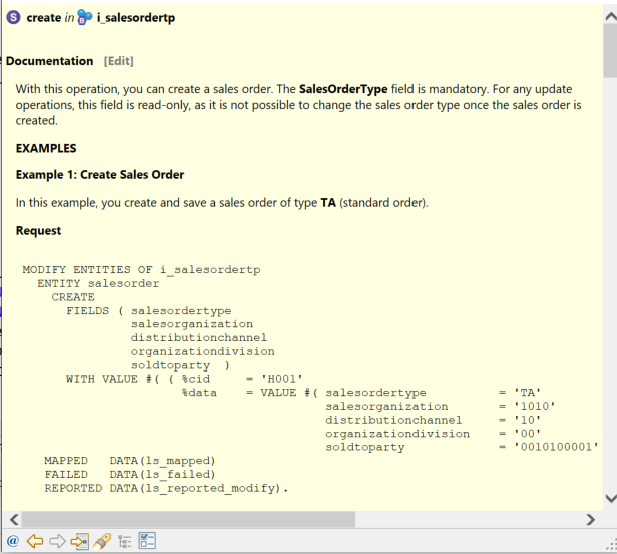 create in i_salesordertp
Documentation [Edit]
With this operation, you can create a sales order. The SalesOrderType field is mandatory. For any update
operations, this field is read-only, as it is not possible to change the sales order type once the sales order is
created.
EXAMPLES
Example 1: Create Sales Order
In this example, you create and save a sales order of type TA (standard order).
Request
MODIFY ENTITIES OF i_salesordertp
ENTITY salesorder
CREATE
FIELDS ( salesordertype
salesorganization
distributionchannel
organizationdivision
soldtoparty )
WITH VALUE #( ( %cid = 'H001'
%data = VALUE #( salesordertype = 'TA'
salesorganization = '1010'
distributionchannel = '10'
organizationdivision = '00'
soldtoparty = '0010100001'
MAPPED DATA(ls_mapped)
FAILED DATA(ls_failed)
REPORTED DATA(ls_reported_modify).